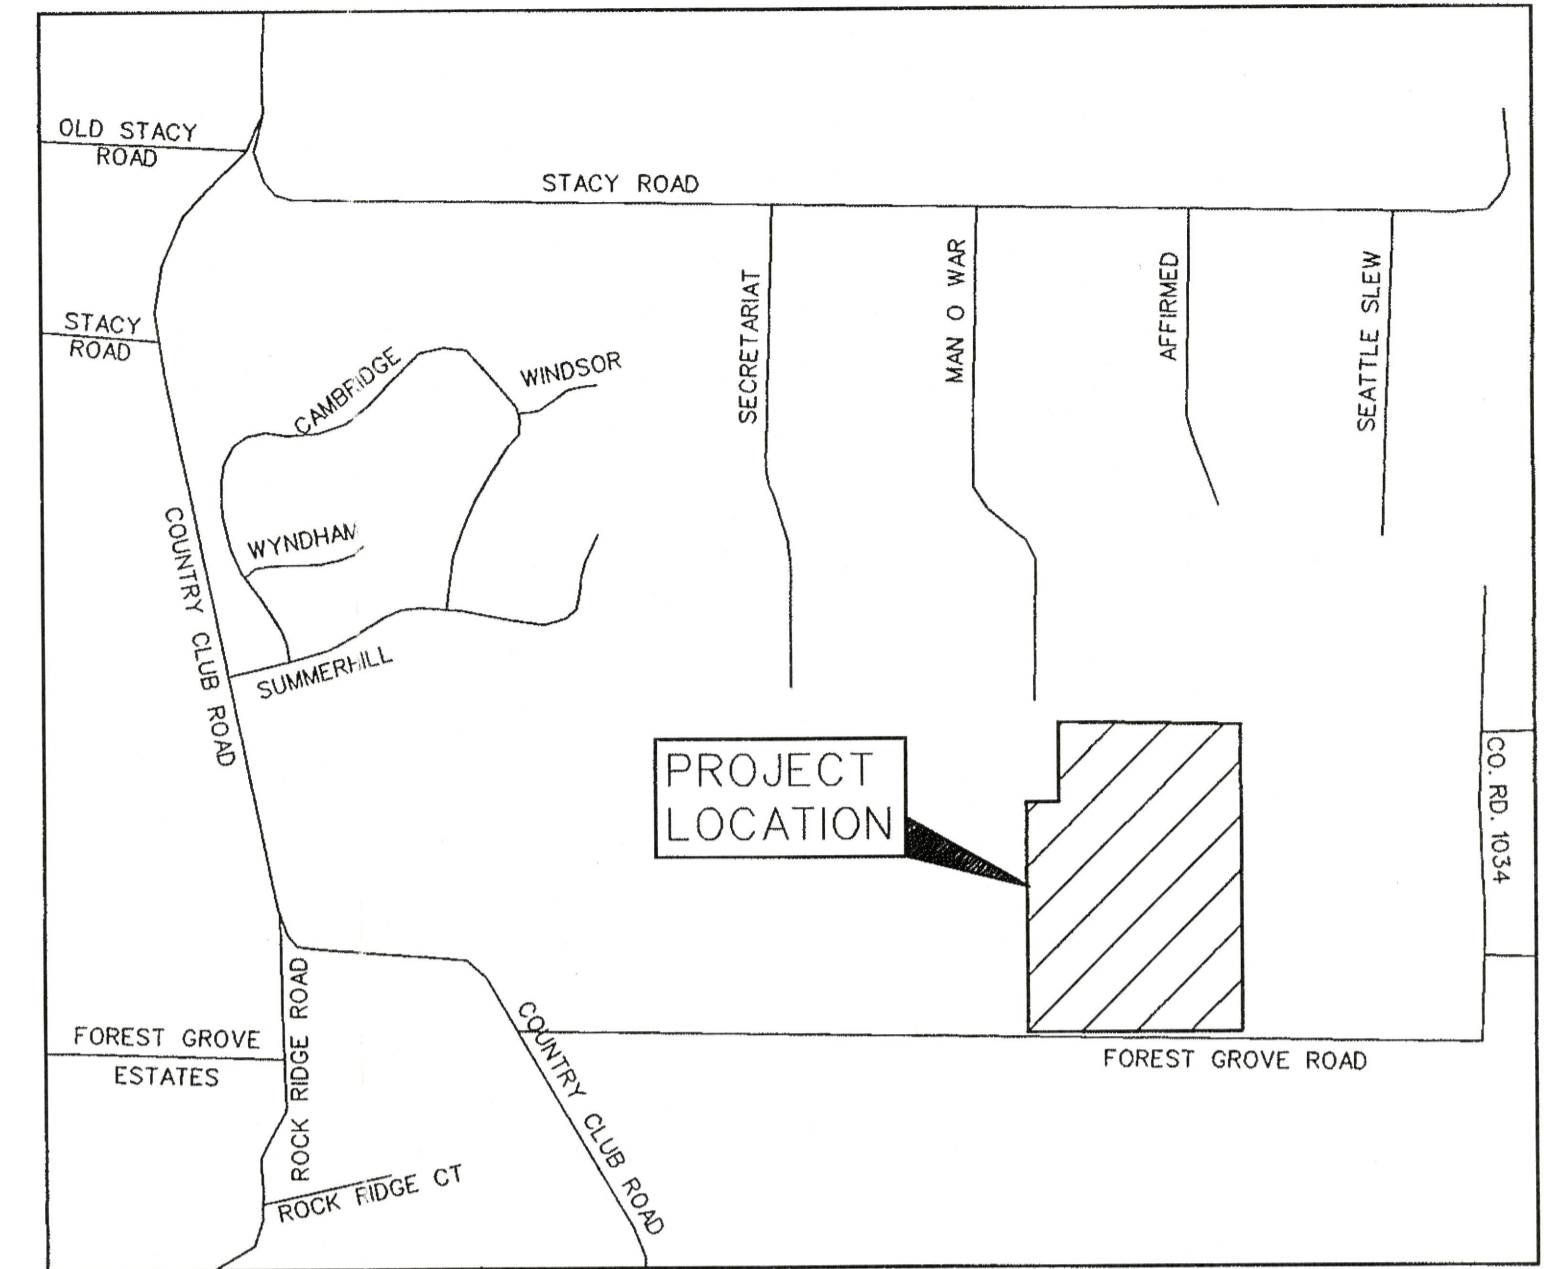 OLD STACY
ROAD
STACY ROAD
STACY
ROAD
SECRETARIAT
MAN O WAR
AFFIRMED
SEATTLE SLEW
CAMBRIDGE
WINDSOR
WYNDHAM
COUNTRY CLUB ROAD
SUMMERHILL
PROJECT
LOCATION
CO. RD. 1034
ROCK RIDGE ROAD
FOREST GROVE
ESTATES
COUNTRY CLUB ROAD
FOREST GROVE ROAD
ROCK RIDGE CT